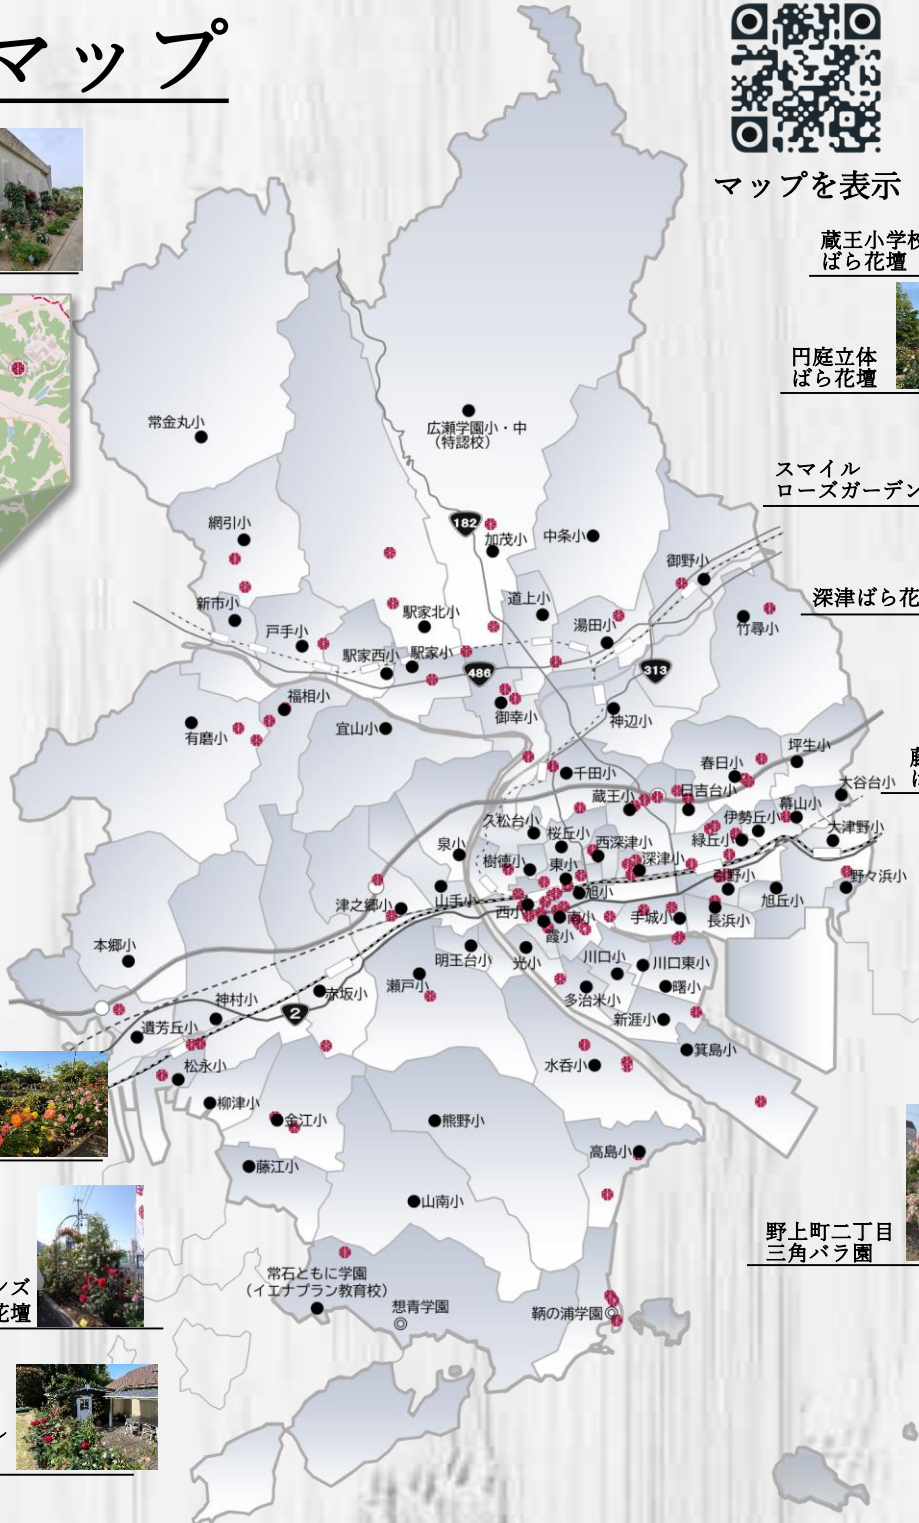 マップ
マップを表示
蔵王小学校
ばら花壇
円庭立体
ばら花壇
スマイル
ローズガーデン
深津ばら花
藤
は
野上町二丁目
三角バラ園
ンズ
花壇
ン
常金丸小
広瀬学園小・中
(特認校)
網引小
182
加茂小
中条小
御野小
新市小
戸手小
駅家北小
道上小
湯田小
竹尋小
駅家西小
駅家小
486
313
福相小
有磨小
宜山小
御幸小
神辺小
千田小
春日小
坪生小
蔵王小
日吉台小
大谷台小
久松台小
桜丘小
西深津小
伊勢丘小
幕山小
緑丘小
大津野小
泉小
樹徳小
東小
深津小
引野小
野々浜小
山手小
旭小
旭丘小
津之郷小
西小
南小
手城小
長浜小
霞小
本郷小
明王台小
光小
川口小
川口東小
瀬戸小
多治米小
曙小
赤坂小
神村小
2
遺芳丘小
新涯小
箕島小
松永小
水呑小
柳津小
金江小
熊野小
藤江小
高島小
山南小
常石ともに学園
(イエナプラン教育校)
想青学園
鞆の浦学園